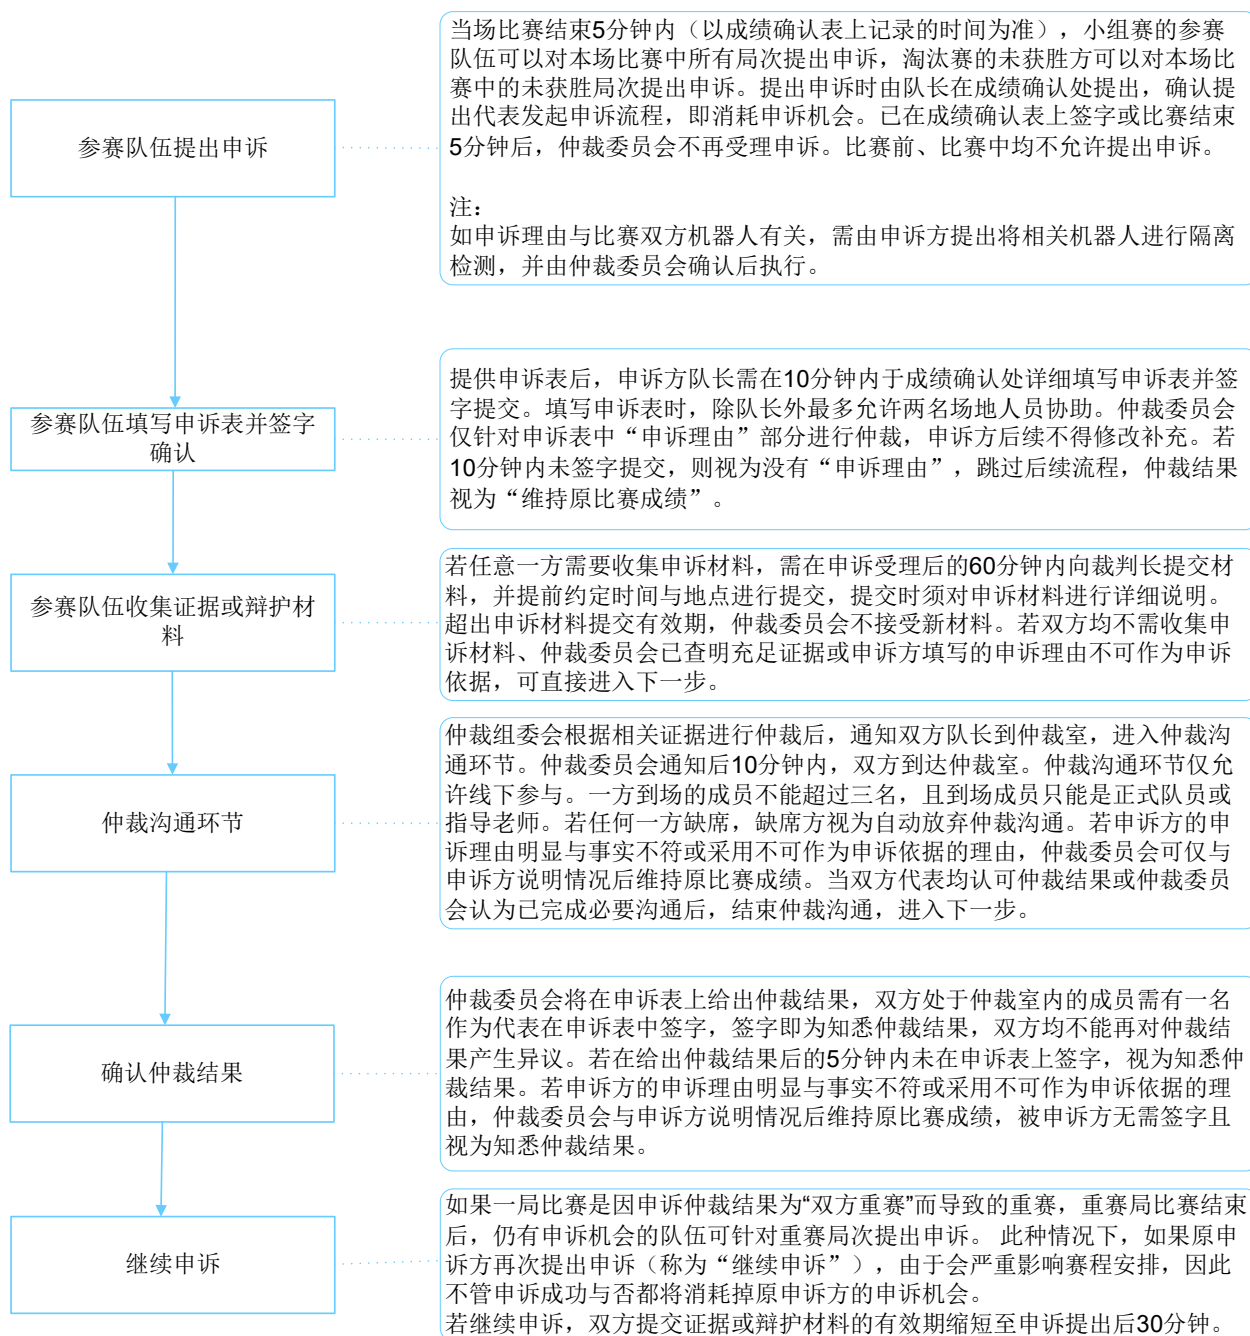 参赛队伍提出申诉
当场比赛结束5分钟内（以成绩确认表上记录的时间为准），小组赛的参赛
队伍可以对本场比赛中所有局次提出申诉，淘汰赛的未获胜方可以对本场比
赛中的未获胜局次提出申诉。提出申诉时由队长在成绩确认处提出，确认提
出代表发起申诉流程，即消耗申诉机会。已在成绩确认表上签字或比赛结束
5分钟后，仲裁委员会不再受理申诉。比赛前、比赛中均不允许提出申诉。
注：
如申诉理由与比赛双方机器人有关，需由申诉方提出将相关机器人进行隔离
检测，并由仲裁委员会确认后执行。
参赛队伍填写申诉表并签字
确认
提供申诉表后，申诉方队长需在10分钟内于成绩确认处详细填写申诉表并签
字提交。填写申诉表时，除队长外最多允许两名场地人员协助。仲裁委员会
仅针对申诉表中“申诉理由”部分进行仲裁，申诉方后续不得修改补充。若
10分钟内未签字提交，则视为没有“申诉理由”，跳过后续流程，仲裁结果
视为“维持原比赛成绩”。
参赛队伍收集证据或辩护材
料
若任意一方需要收集申诉材料，需在申诉受理后的60分钟内向裁判长提交材
料，并提前约定时间与地点进行提交，提交时须对申诉材料进行详细说明。
超出申诉材料提交有效期，仲裁委员会不接受新材料。若双方均不需收集申
诉材料、仲裁委员会已查明充足证据或申诉方填写的申诉理由不可作为申诉
依据，可直接进入下一步。
仲裁沟通环节
仲裁组委会根据相关证据进行仲裁后，通知双方队长到仲裁室，进入仲裁沟
通环节。仲裁委员会通知后10分钟内，双方到达仲裁室。仲裁沟通环节仅允
许线下参与。一方到场的成员不能超过三名，且到场成员只能是正式队员或
指导老师。若任何一方缺席，缺席方视为自动放弃仲裁沟通。若申诉方的申
诉理由明显与事实不符或采用不可作为申诉依据的理由，仲裁委员会可仅与
申诉方说明情况后维持原比赛成绩。当双方代表均认可仲裁结果或仲裁委员
会认为已完成必要沟通后，结束仲裁沟通，进入下一步。
确认仲裁结果
仲裁委员会将在申诉表上给出仲裁结果，双方处于仲裁室内的成员需有一名
作为代表在申诉表中签字，签字即为知悉仲裁结果，双方均不能再对仲裁结
果产生异议。若在给出仲裁结果后的5分钟内未在申诉表上签字，视为知悉仲
裁结果。若申诉方的申诉理由明显与事实不符或采用不可作为申诉依据的理
由，仲裁委员会与申诉方说明情况后维持原比赛成绩，被申诉方无需签字且
视为知悉仲裁结果。
继续申诉
如果一局比赛是因申诉仲裁结果为“双方重赛”而导致的重赛，重赛局比赛结束
后，仍有申诉机会的队伍可针对重赛局次提出申诉。 此种情况下，如果原申
诉方再次提出申诉（称为“继续申诉”），由于会严重影响赛程安排，因此
不管申诉成功与否都将消耗掉原申诉方的申诉机会。
若继续申诉，双方提交证据或辩护材料的有效期缩短至申诉提出后30分钟。